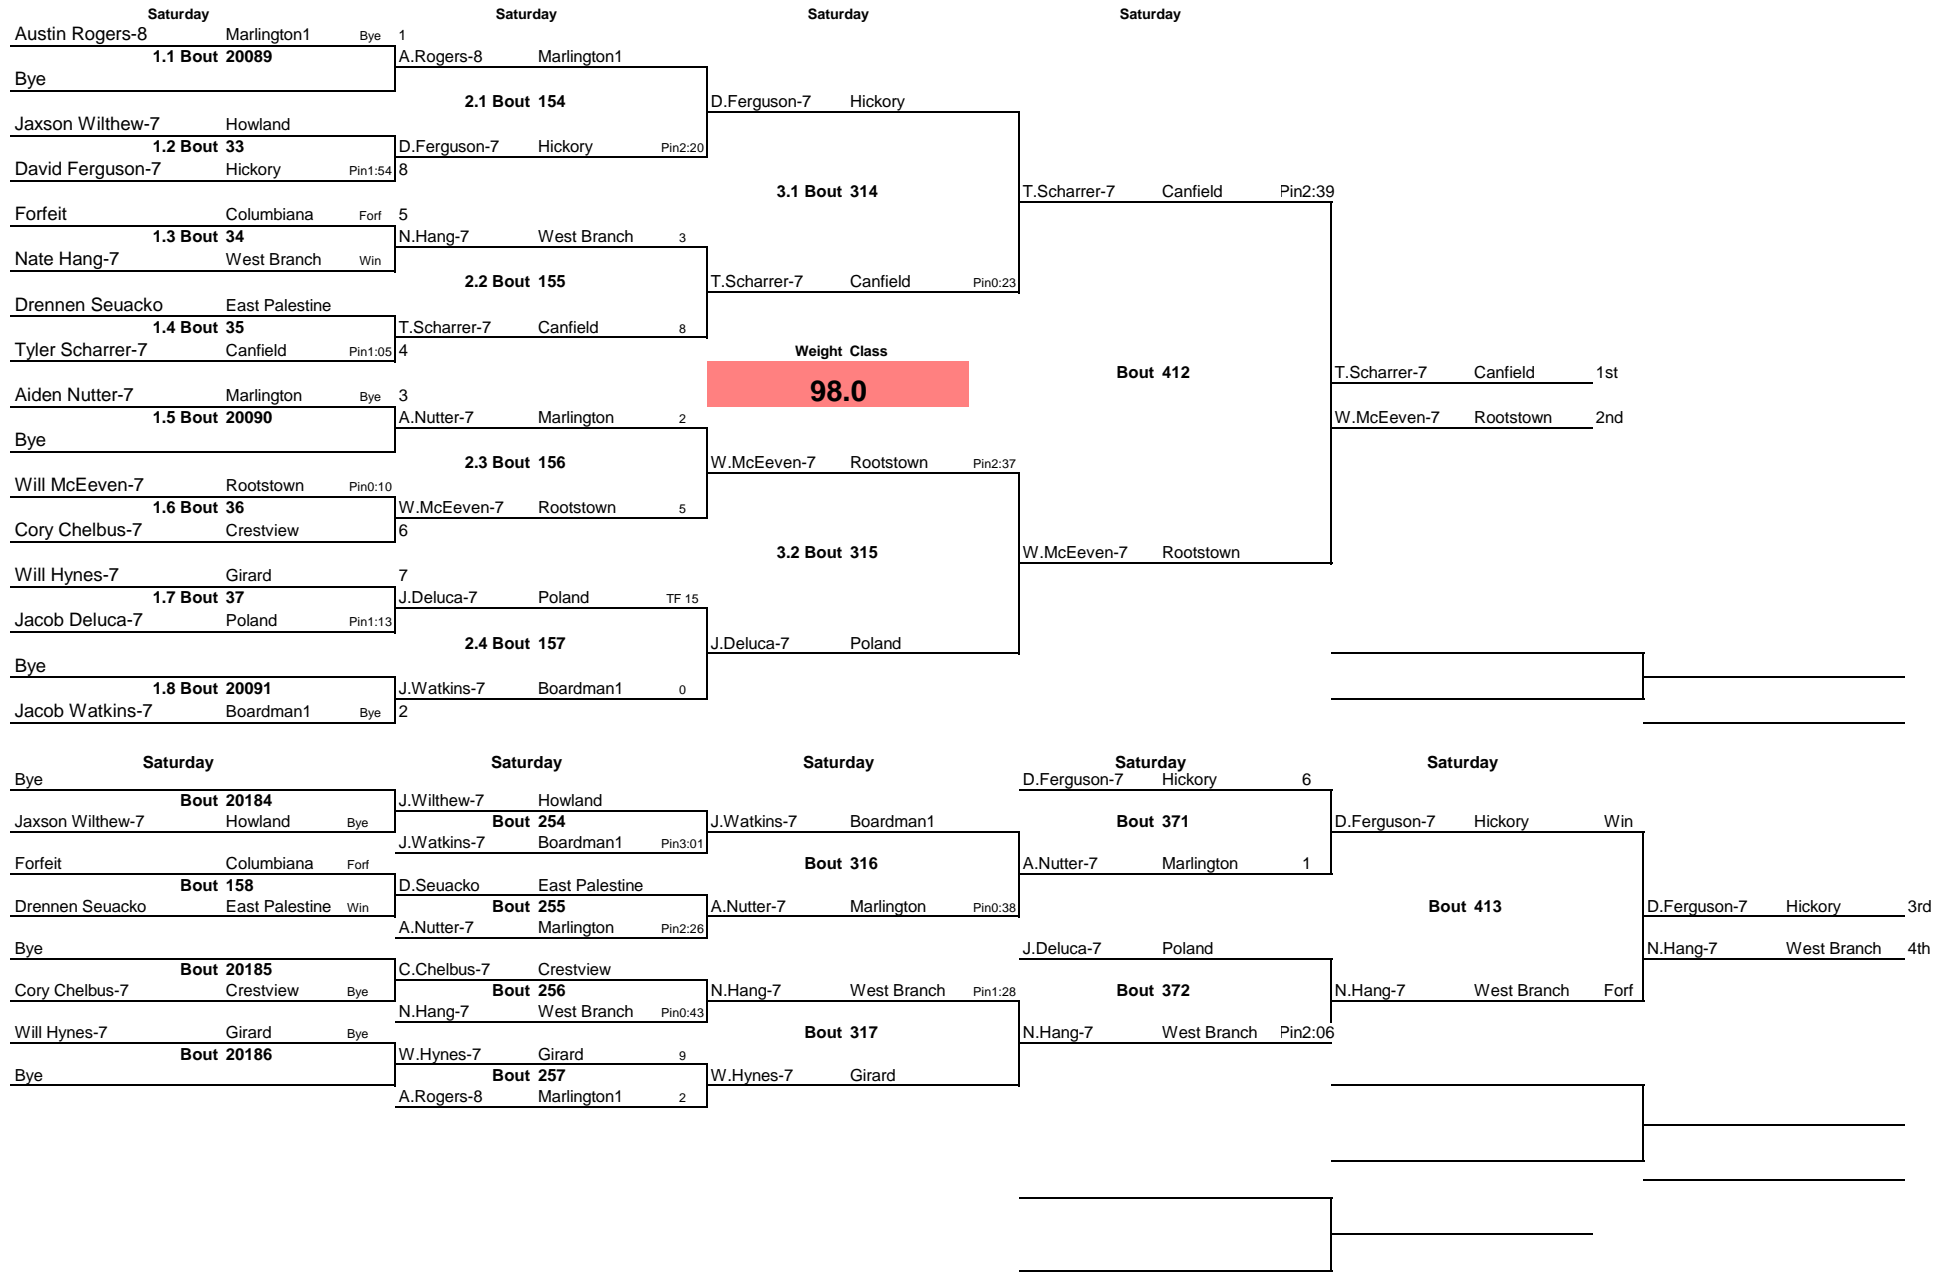 Saturday Saturday Saturday Saturday
Austin Rogers-8 Marlington1 Bye 1
1.1 Bout 20089 A.Rogers-8 Marlington1
Bye
2.1 Bout 154 D.Ferguson-7 Hickory
Jaxson Wilthew-7 Howland
1.2 Bout 33 D.Ferguson-7 Hickory Pin2:20
David Ferguson-7 Hickory Pin1:54 8
3.1 Bout 314 T.Scharrer-7 Canfield Pin2:39
Forfeit Columbiana Forf 5
1.3 Bout 34 N.Hang-7 West Branch 3
Nate Hang-7 West Branch Win
2.2 Bout 155 T.Scharrer-7 Canfield Pin0:23
Drennen Seuacko East Palestine
1.4 Bout 35 T.Scharrer-7 Canfield 8
Tyler Scharrer-7 Canfield Pin1:05 4 Weight Class
Bout 412 T.Scharrer-7 Canfield 1st
Aiden Nutter-7 Marlington Bye 3 98.0
1.5 Bout 20090 A.Nutter-7 Marlington 2 W.McEeven-7 Rootstown 2nd
Bye
2.3 Bout 156 W.McEeven-7 Rootstown Pin2:37
Will McEeven-7 Rootstown Pin0:10
1.6 Bout 36 W.McEeven-7 Rootstown 5
Cory Chelbus-7 Crestview 6
3.2 Bout 315 W.McEeven-7 Rootstown
Will Hynes-7 Girard 7
1.7 Bout 37 J.Deluca-7 Poland TF 15
Jacob Deluca-7 Poland Pin1:13
2.4 Bout 157 J.Deluca-7 Poland
Bye
1.8 Bout 20091 J.Watkins-7 Boardman1 0
Jacob Watkins-7 Boardman1 Bye 2
Saturday Saturday Saturday Saturday Saturday
Bye D.Ferguson-7 Hickory 6
Bout 20184 J.Wilthew-7 Howland
Jaxson Wilthew-7 Howland Bye Bout 254 J.Watkins-7 Boardman1 Bout 371 D.Ferguson-7 Hickory Win
J.Watkins-7 Boardman1 Pin3:01
Forfeit Columbiana Forf Bout 316 A.Nutter-7 Marlington 1
Bout 158 D.Seuacko East Palestine
Drennen Seuacko East Palestine Win Bout 255 A.Nutter-7 Marlington Pin0:38 Bout 413 D.Ferguson-7 Hickory 3rd
A.Nutter-7 Marlington Pin2:26
Bye J.Deluca-7 Poland N.Hang-7 West Branch 4th
Bout 20185 C.Chelbus-7 Crestview
Cory Chelbus-7 Crestview Bye Bout 256 N.Hang-7 West Branch Pin1:28 Bout 372 N.Hang-7 West Branch Forf
N.Hang-7 West Branch Pin0:43
Will Hynes-7 Girard Bye Bout 317 N.Hang-7 West Branch Pin2:06
Bout 20186 W.Hynes-7 Girard 9
Bye Bout 257 W.Hynes-7 Girard
A.Rogers-8 Marlington1 2